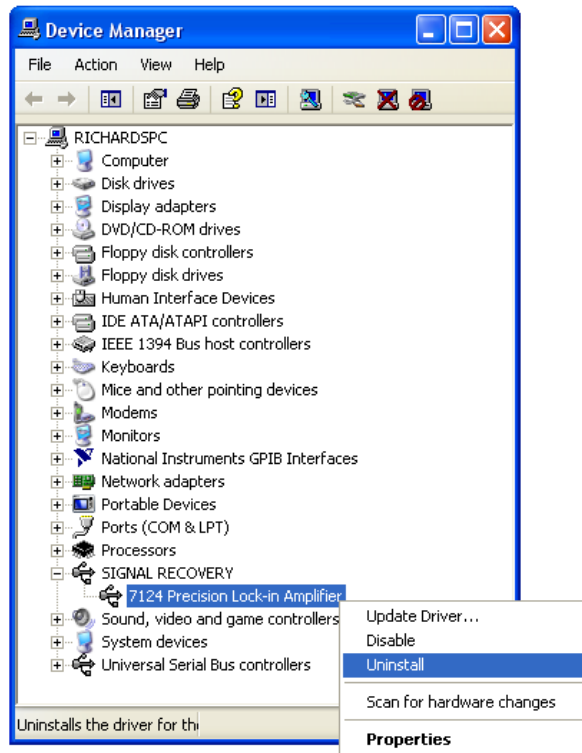 Device Manager
File Action View Help
RICHARDSPC
Computer
Disk drives
Display adapters
DVD/CD-ROM drives
Floppy disk controllers
Floppy disk drives
Human Interface Devices
IDE ATA/ATAPI controllers
IEEE 1394 Bus host controllers
Keyboards
Mice and other pointing devices
Modems
Monitors
National Instruments GPIB Interfaces
Network adapters
Portable Devices
Ports (COM & LPT)
Processors
SIGNAL RECOVERY
7124 Precision Lock-in Amplifier
Sound, video and game controllers
System devices
Universal Serial Bus controllers
Update Driver...
Disable
Uninstall
Scan for hardware changes
Properties
Uninstalls the driver for th